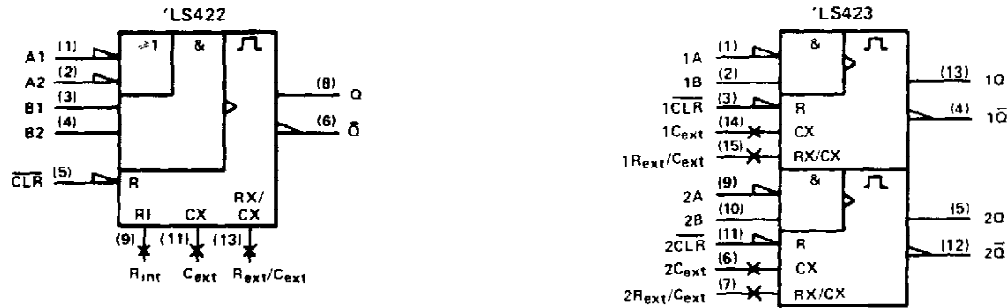 'LS422
≥1 & ⎍
A1 (1)
A2 (2)
B1 (3)
B2 (4)
CLR (5) R
(8) Q
(6) Q̄
RI CX RX/
CX
(9) (11) (13)
Rint Cext Rext/Cext
'LS423
&
1A (1)
1B (2)
1CLR (3) R
1Cext (14) CX
1Rext/Cext (15) RX/CX
(13) 1Q
(4) 1Q̄
&
2A (9)
2B (10)
2CLR (11) R
2Cext (6) CX
2Rext/Cext (7) RX/CX
(5) 2Q
(12) 2Q̄